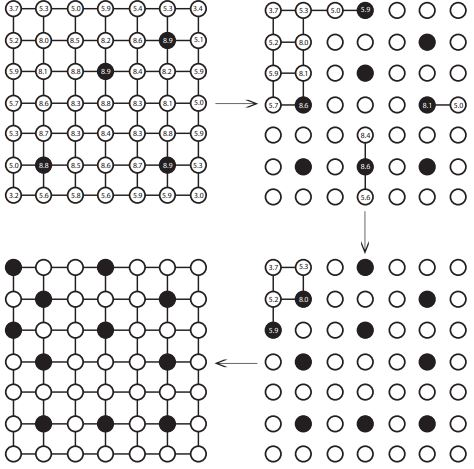 3.7 5.3 5.0 5.9 5.4 5.3 3.4
5.2 8.0 8.5 8.2 8.6 8.9 5.1
5.9 8.1 8.8 8.9 8.4 8.2 5.9
5.7 8.6 8.3 8.8 8.3 8.1 5.0
5.3 8.7 8.3 8.4 8.3 8.8 5.9
5.0 8.8 8.5 8.6 8.7 8.9 5.3
3.2 5.6 5.8 5.6 5.9 5.9 3.0
3.7 5.3 5.0 5.9
5.2 8.0
5.9 8.1
5.7 8.6 8.1 5.0
8.4
8.6
5.6
3.7 5.3
5.2 8.0
5.9